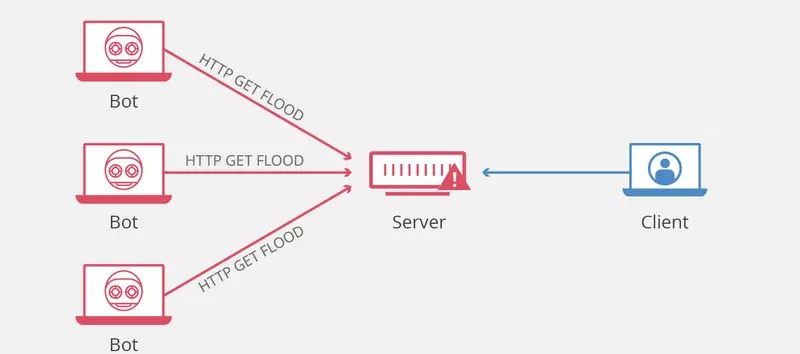 HTTP GET FLOOD
Bot
HTTP GET FLOOD
Bot
Server
Client
HTTP GET FLOOD
Bot